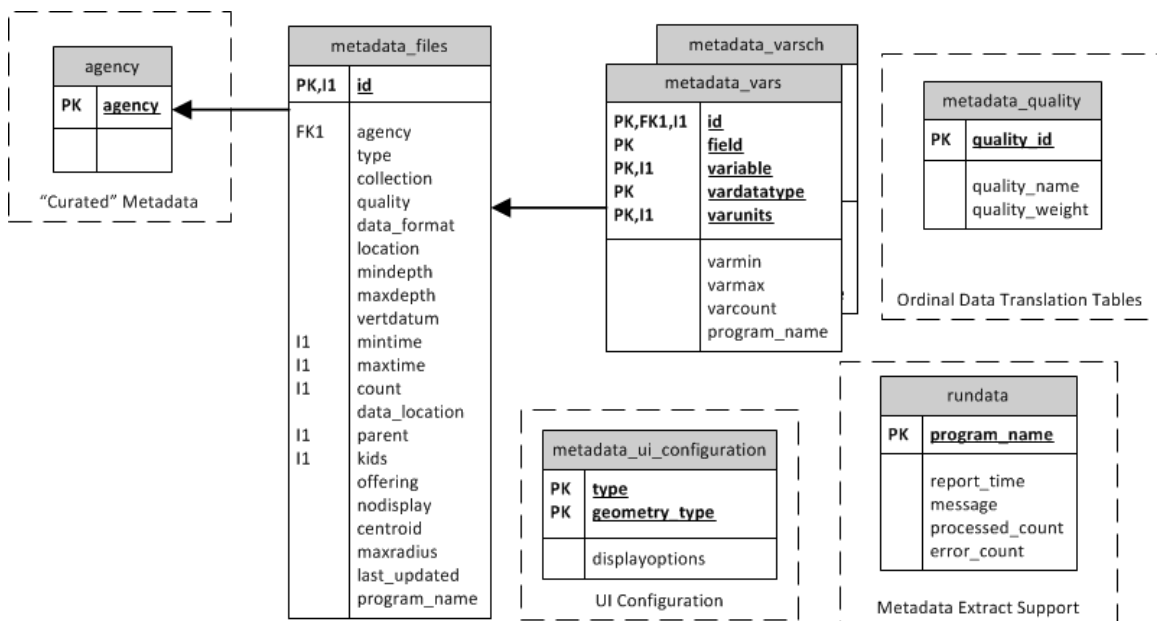 agency
PK agency
“Curated” Metadata
metadata_files
PK,I1 id
FK1 agency
type
collection
quality
data_format
location
mindepth
maxdepth
vertdatum
I1 mintime
I1 maxtime
I1 count
data_location
I1 parent
I1 kids
offering
nodisplay
centroid
maxradius
last_updated
program_name
metadata_varsch
metadata_vars
PK,FK1,I1 id
PK field
PK,I1 variable
PK vardatatype
PK,I1 varunits
varmin
varmax
varcount
program_name
metadata_quality
PK quality_id
quality_name
quality_weight
Ordinal Data Translation Tables
metadata_ui_configuration
PK type
PK geometry_type
displayoptions
UI Configuration
rundata
PK program_name
report_time
message
processed_count
error_count
Metadata Extract Support